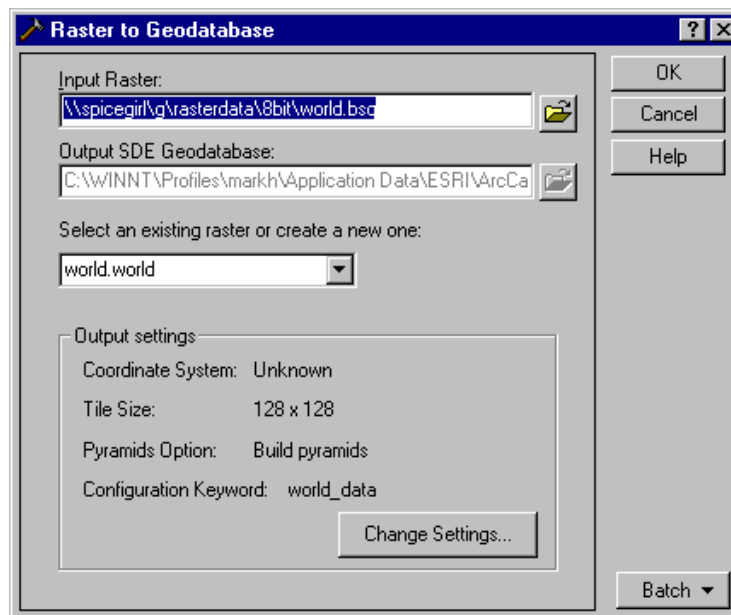 Raster to Geodatabase
Input Raster:
\\spicegirl\g\rasterdata\8bit\world.bsq
OK
Cancel
Output SDE Geodatabase:
Help
C:\WINNT\Profiles\markh\Application Data\ESRI\ArcCa
Select an existing raster or create a new one:
world.world
Output settings
Coordinate System: Unknown
Tile Size: 128 x 128
Pyramids Option: Build pyramids
Configuration Keyword: world_data
Change Settings...
Batch